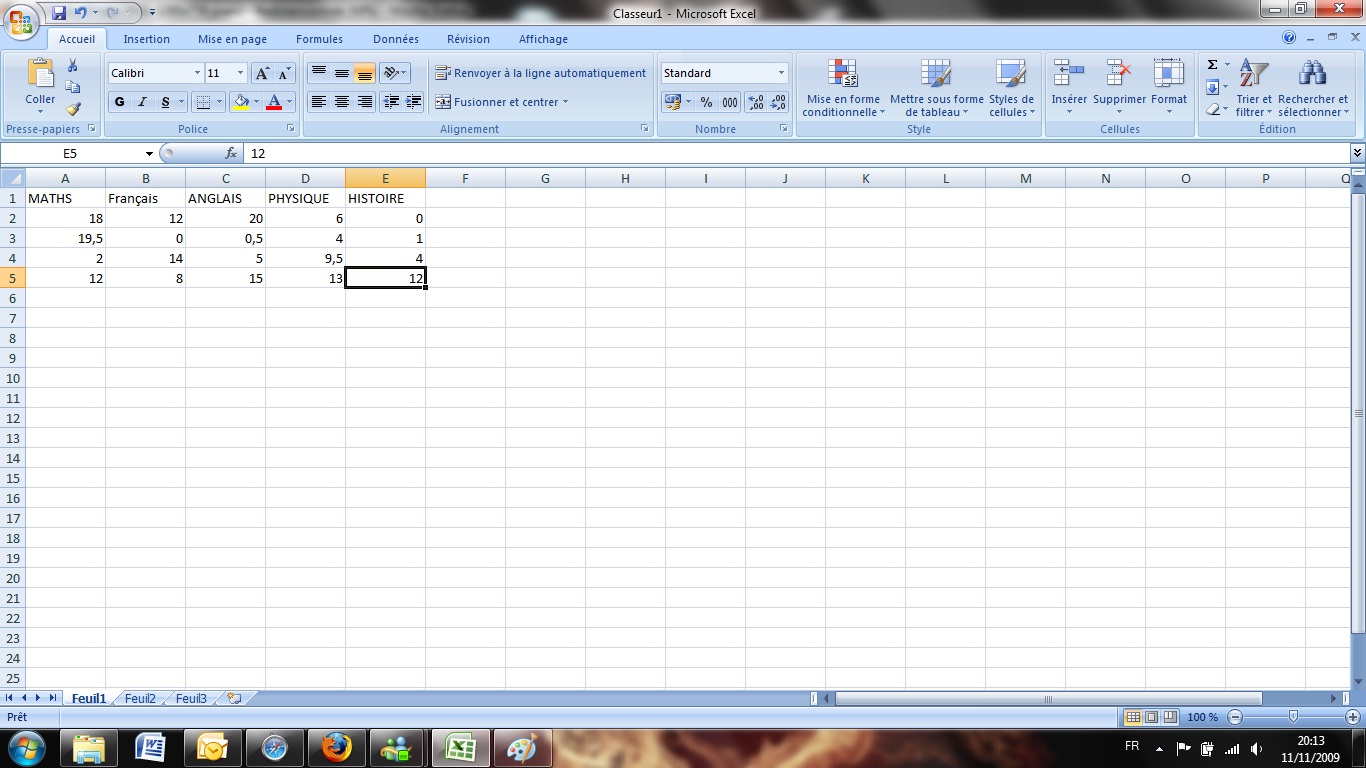 Classeur1 - Microsoft Excel
Accueil Insertion Mise en page Formules Données Révision Affichage
Coller
Presse-papiers
Calibri 11
G I S A
Police
Renvoyer à la ligne automatiquement
Fusionner et centrer
Alignement
Standard
% 000
Nombre
Mise en forme conditionnelle
Mettre sous forme de tableau
Styles de cellules
Style
Insérer Supprimer Format
Cellules
Σ
Trier et filtrer
Rechercher et sélectionner
Édition
E5 fx 12
A B C D E F G H I J K L M N O P Q
1 MATHS Français ANGLAIS PHYSIQUE HISTOIRE
2 18 12 20 6 0
3 19,5 0 0,5 4 1
4 2 14 5 9,5 4
5 12 8 15 13 12
6
7
8
9
10
11
12
13
14
15
16
17
18
19
20
21
22
23
24
25
Feuil1 Feuil2 Feuil3
Prêt 100 %
FR 20:13
11/11/2009